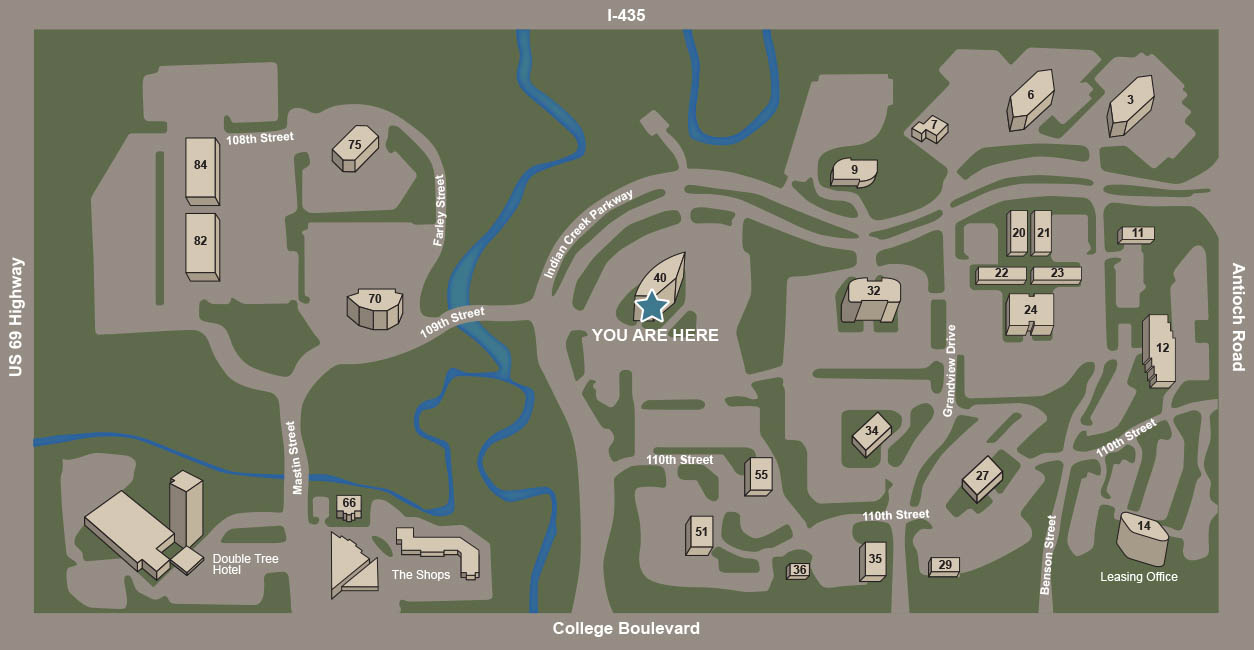 I-435
6
3
7
108th Street
75
84
9
Farley Street
Indian Creek Parkway
82
20
21
11
40
22
23
32
70
24
109th Street
YOU ARE HERE
US 69 Highway
Antioch Road
12
Grandview Drive
34
110th Street
Mastin Street
110th Street
55
27
66
110th Street
14
51
Benson Street
Double Tree
Hotel
The Shops
35
29
36
Leasing Office
College Boulevard